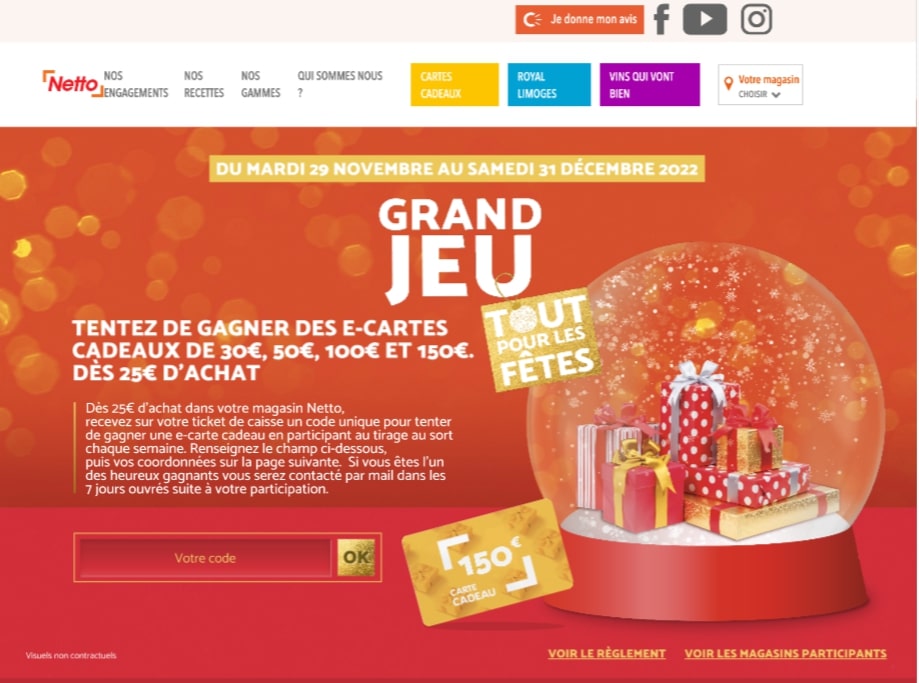 Je donne mon avis
Netto
NOS
ENGAGEMENTS
NOS
RECETTES
NOS
GAMMES
QUI SOMMES NOUS
?
CARTES
CADEAUX
ROYAL
LIMOGES
VINS QUI VONT
BIEN
Votre magasin
CHOISIR
DU MARDI 29 NOVEMBRE AU SAMEDI 31 DÉCEMBRE 2022
GRAND
JEU
TOUT
POUR LES
FÊTES
TENTEZ DE GAGNER DES E-CARTES
CADEAUX DE 30€, 50€, 100€ ET 150€.
DÈS 25€ D'ACHAT
Dès 25€ d'achat dans votre magasin Netto,
recevez sur votre ticket de caisse un code unique pour tenter
de gagner une e-carte cadeau en participant au tirage au sort
chaque semaine. Renseignez le champ ci-dessous,
puis vos coordonnées sur la page suivante. Si vous êtes l'un
des heureux gagnants vous serez contacté par mail dans les
7 jours ouvrés suite à votre participation.
Votre code
OK
150€
CARTE
CADEAU
Visuels non contractuels
VOIR LE RÈGLEMENT
VOIR LES MAGASINS PARTICIPANTS